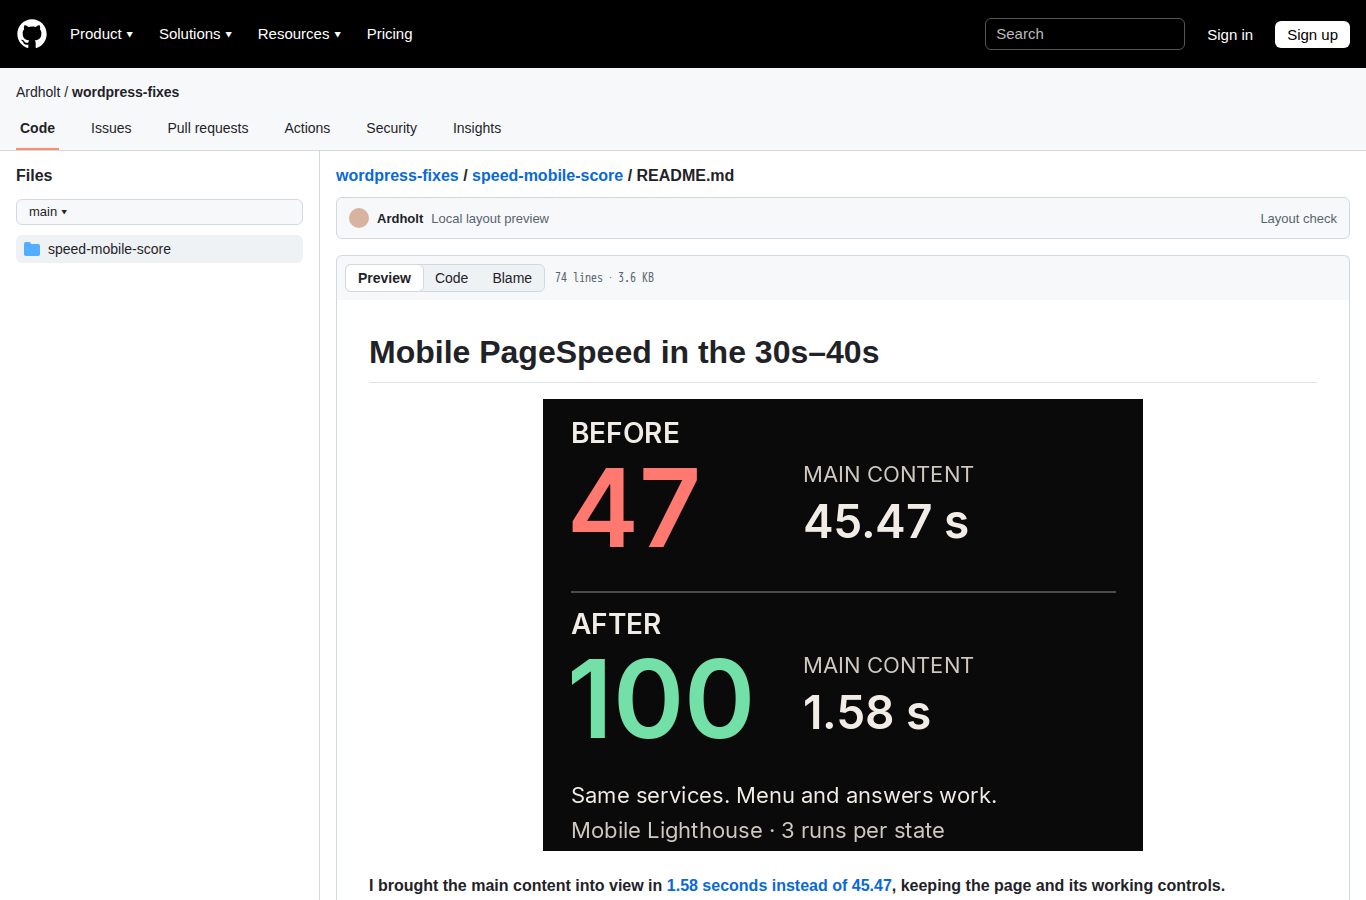 Product ▾ Solutions ▾ Resources ▾ Pricing Search Sign in Sign up
Ardholt / wordpress-fixes
Code Issues Pull requests Actions Security Insights
Files
main ▾
speed-mobile-score
wordpress-fixes / speed-mobile-score / README.md
Ardholt Local layout preview Layout check
Preview Code Blame 74 lines · 3.6 KB
Mobile PageSpeed in the 30s–40s
BEFORE
47
MAIN CONTENT
45.47 s
AFTER
100
MAIN CONTENT
1.58 s
Same services. Menu and answers work.
Mobile Lighthouse · 3 runs per state
I brought the main content into view in 1.58 seconds instead of 45.47, keeping the page and its working controls.